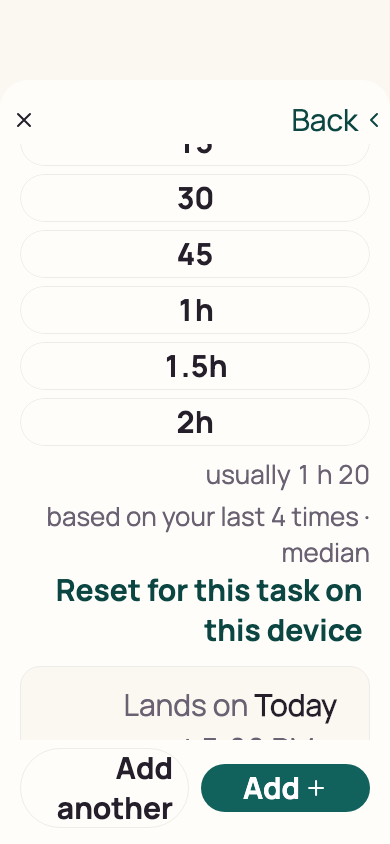 Back
15
30
45
1h
1.5h
2h
usually 1 h 20
based on your last 4 times ·
median
Reset for this task on
this device
Lands on Today
Add
another
Add +